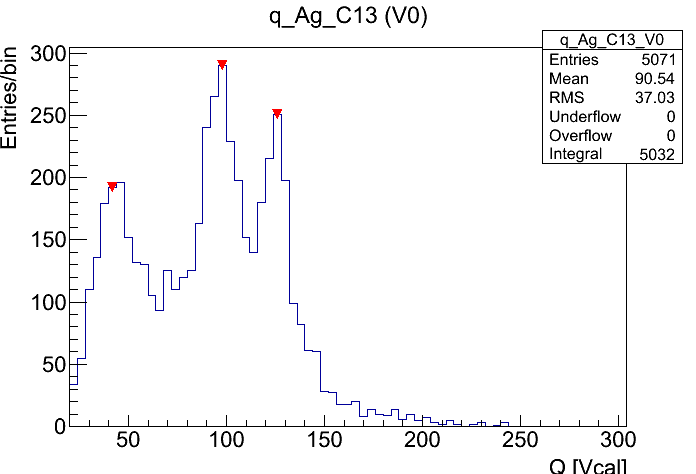 q_Ag_C13 (V0)
q_Ag_C13_V0
Entries 5071
Mean 90.54
RMS 37.03
Underflow 0
Overflow 0
Integral 5032
Entries/bin
300
250
200
150
100
50
0
50 100 150 200 250 300
Q [Vcal]